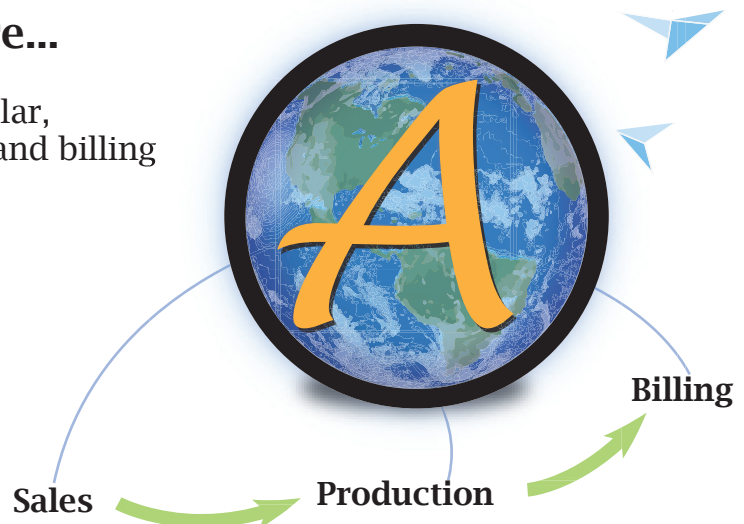 e...
lar,
and billing
A
Billing
Production
Sales